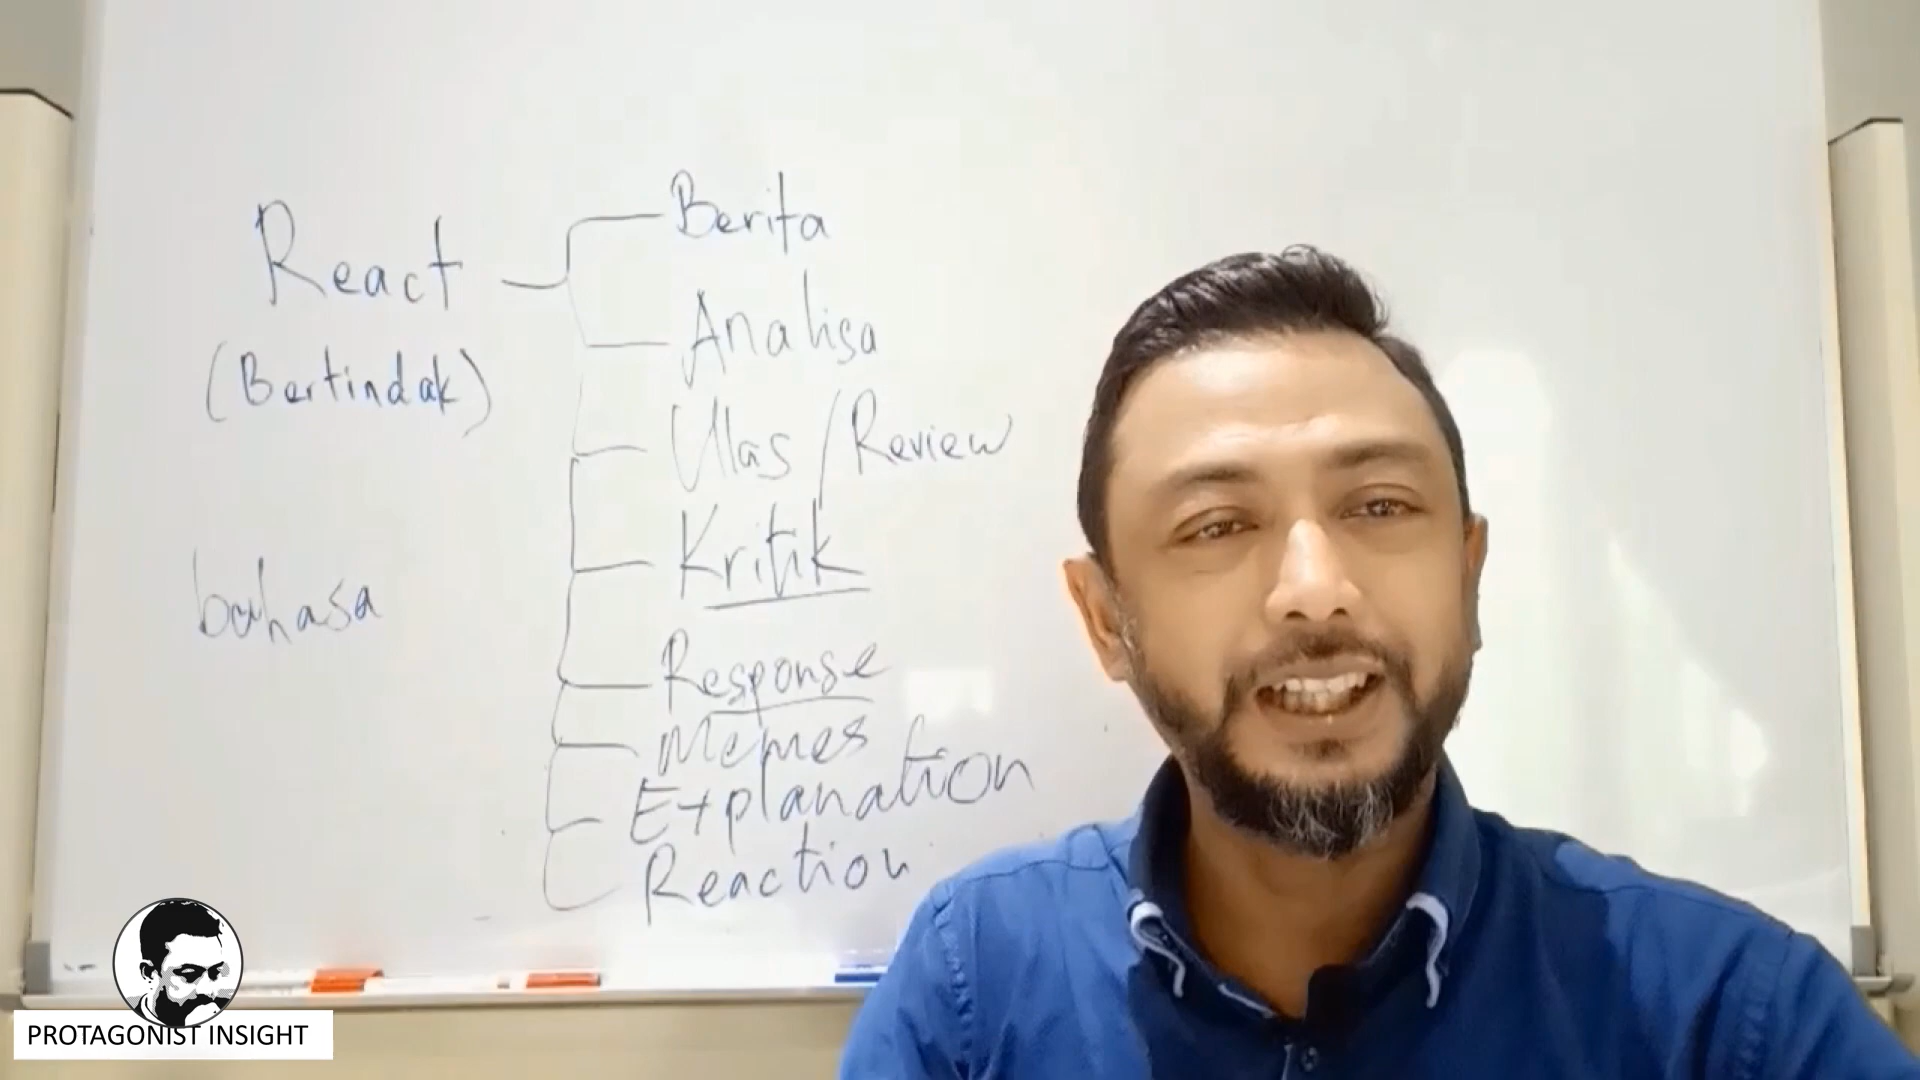 React
(Bertindak)
bahasa
Berita
Analisa
Ulas / Review
Kritik
Response
Memes
Explanation
Reaction
PROTAGONIST INSIGHT